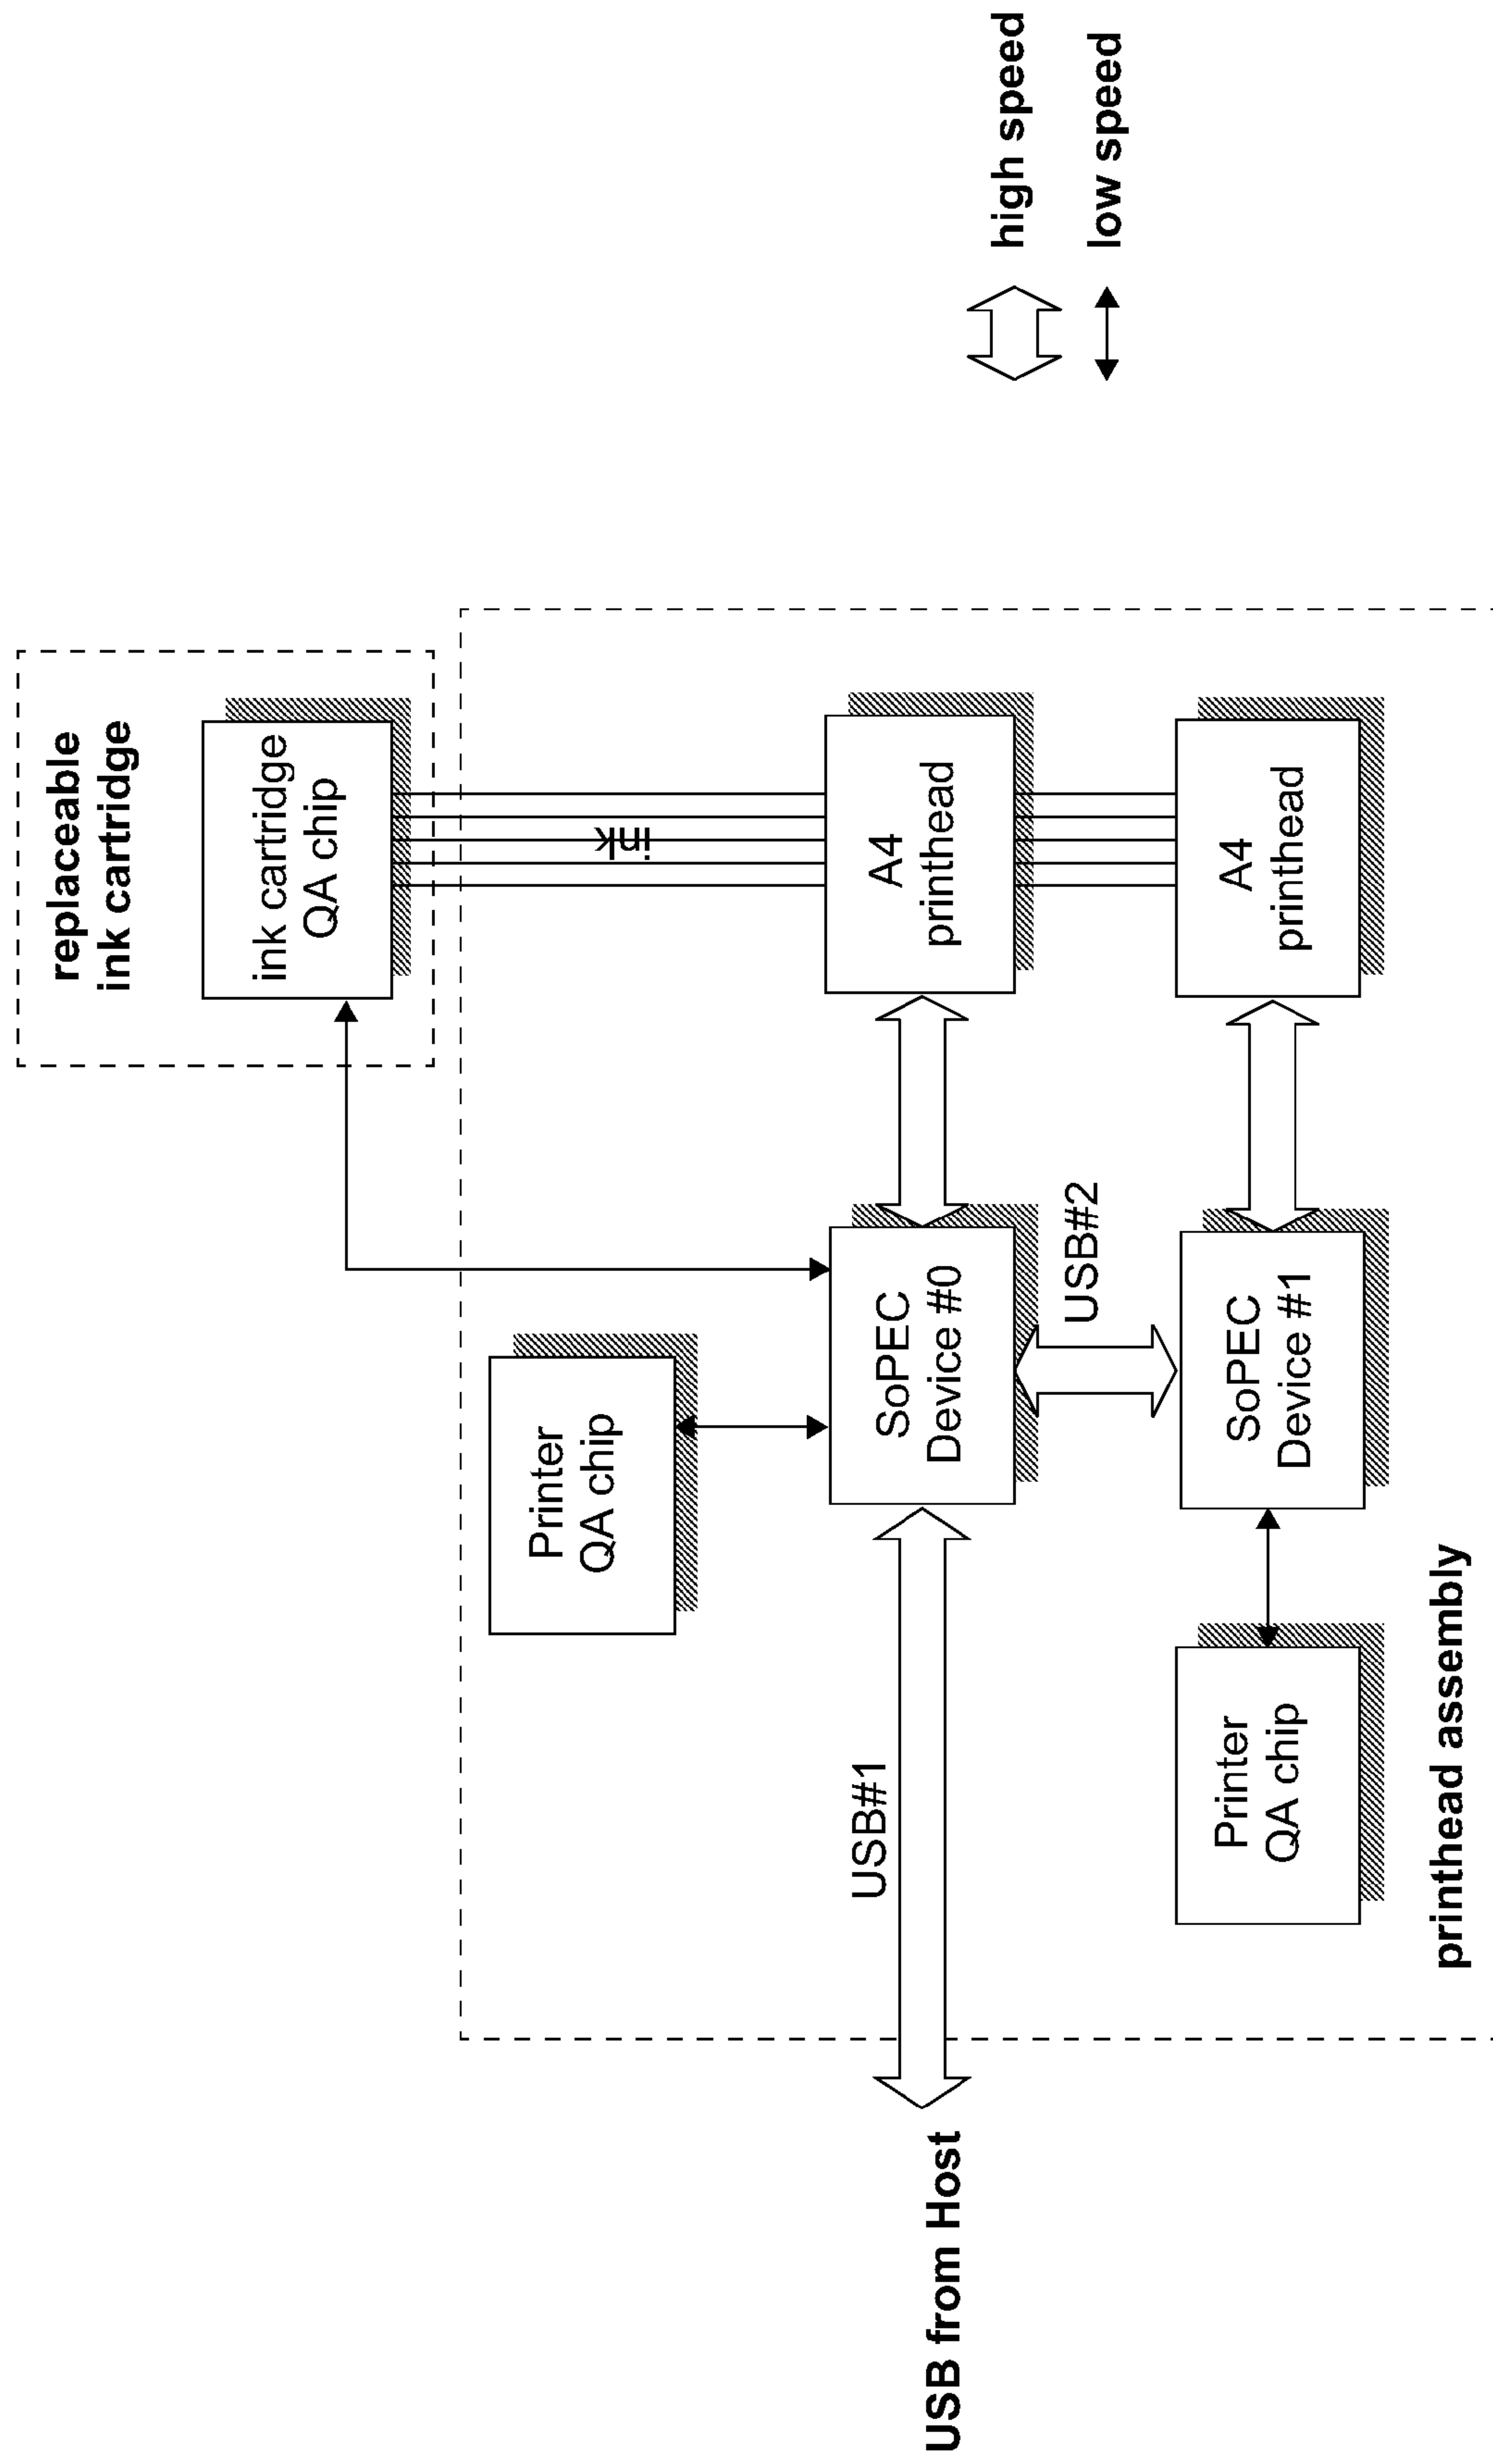 replaceable
ink cartridge
ink cartridge
QA chip
Printer
QA chip
ink
USB#1
SoPEC
Device #0
A4
printhead
high speed
USB from Host
USB#2
low speed
Printer
QA chip
SoPEC
Device #1
A4
printhead
printhead assembly